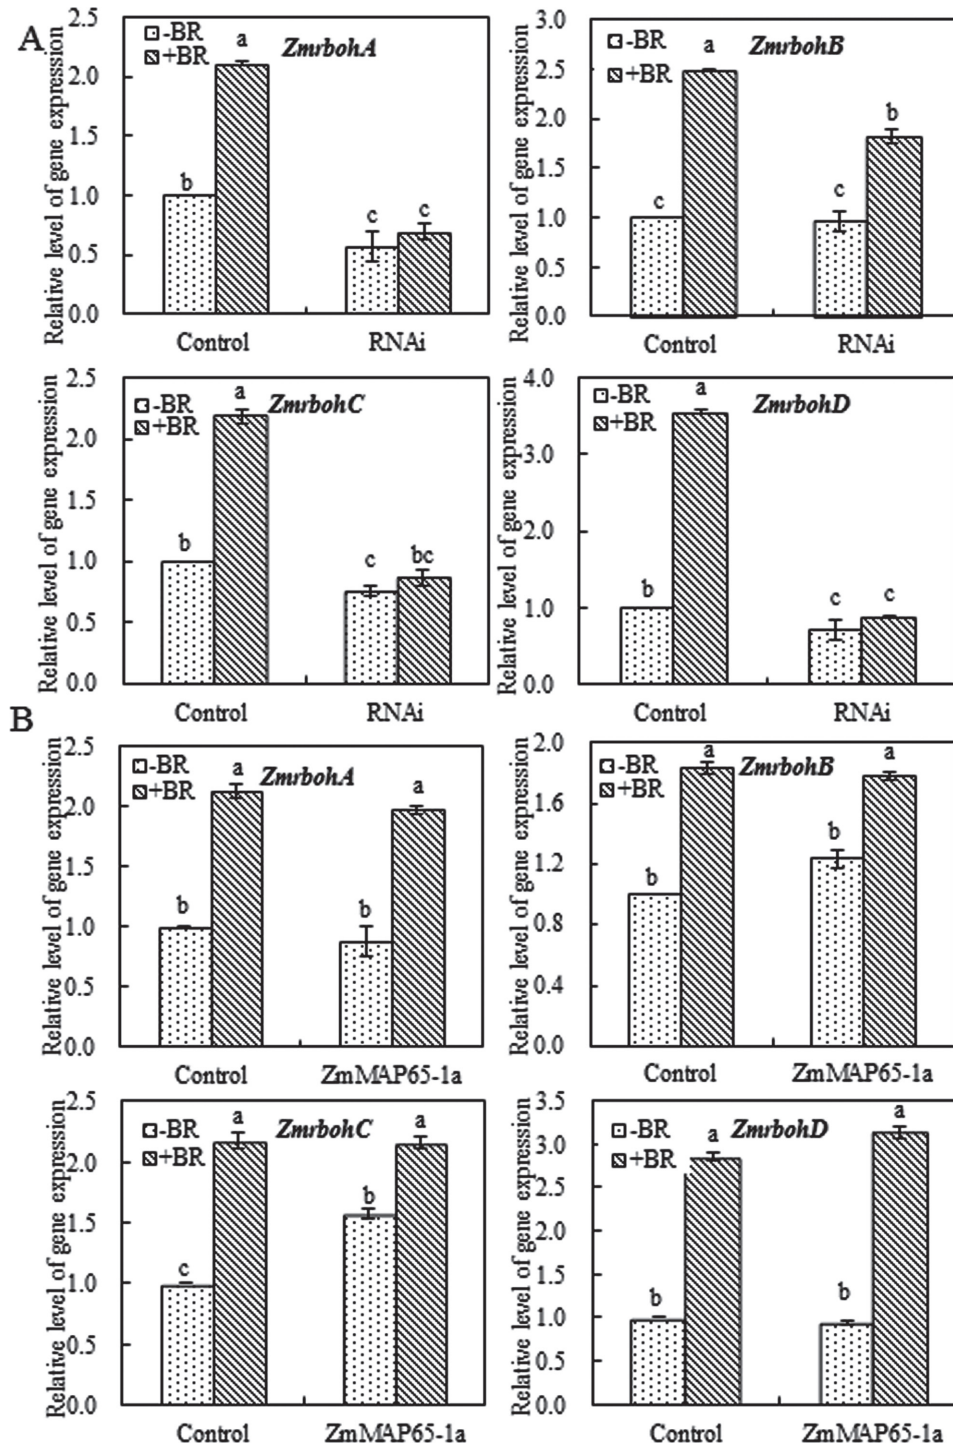 A
2.5
-BR
+BR
ZmrbohA
a
2.0
1.5
1.0
b
c
c
0.5
0.0
Relative level of gene expression
Control
RNAi
3.0
-BR
+BR
ZmrbohB
a
2.5
2.0
b
1.5
1.0
c
c
0.5
0.0
Relative level of gene expression
Control
RNAi
2.5
-BR
+BR
ZmrbohC
a
2.0
1.5
1.0
b
c
bc
0.5
0.0
Relative level of gene expression
Control
RNAi
4.0
-BR
+BR
ZmrbohD
a
3.0
2.0
1.0
b
c
c
0.0
Relative level of gene expression
Control
RNAi
B
2.5
-BR
+BR
ZmrbohA
a
a
2.0
1.5
1.0
b
b
0.5
0.0
Relative level of gene expression
Control
ZmMAP65-1a
2.0
-BR
+BR
ZmrbohB
a
a
1.6
1.2
b
b
0.8
0.4
0.0
Relative level of gene expression
Control
ZmMAP65-1a
2.5
-BR
+BR
ZmrbohC
a
a
2.0
1.5
b
1.0
c
0.5
0.0
Relative level of gene expression
Control
ZmMAP65-1a
3.5
-BR
+BR
ZmrbohD
a
a
3.0
2.5
2.0
1.5
1.0
b
b
0.5
0.0
Relative level of gene expression
Control
ZmMAP65-1a